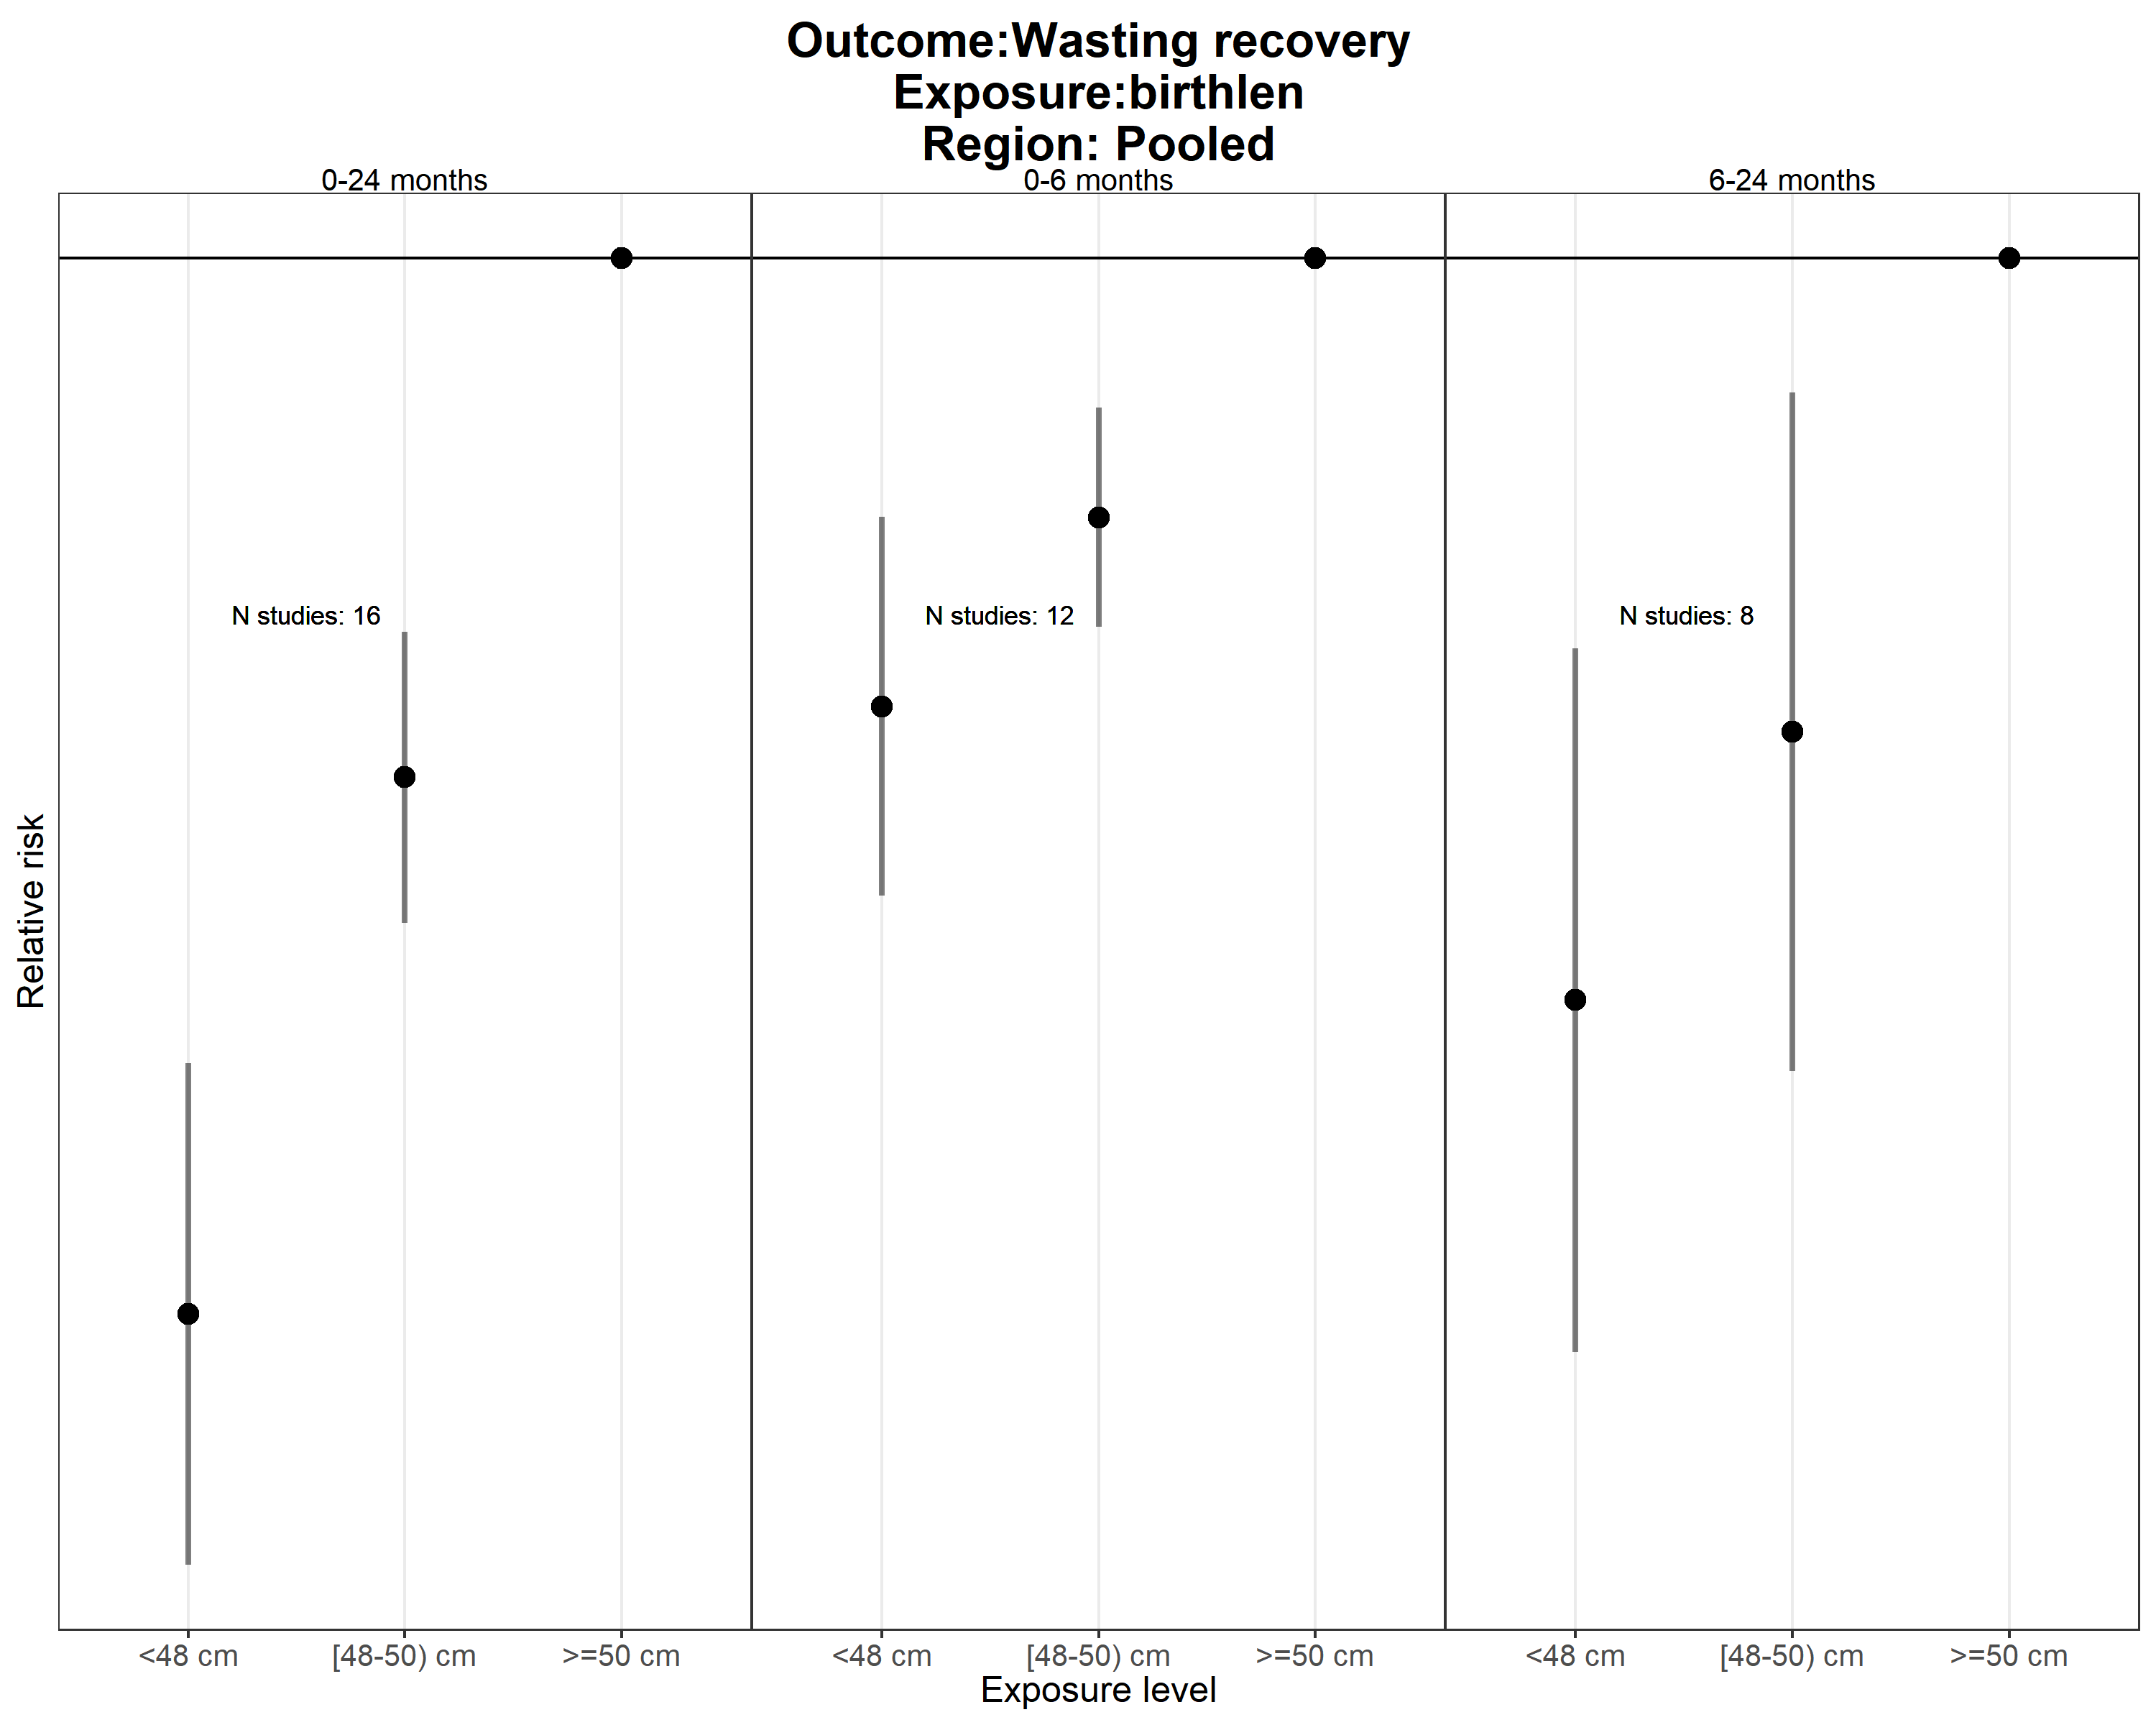 Outcome:Wasting recovery
Exposure:birthlen
Region: Pooled
0-24 months
0-6 months
6-24 months
N studies: 16
N studies: 12
N studies: 8
Relative risk
<48 cm
[48-50) cm
>=50 cm
<48 cm
[48-50) cm
>=50 cm
<48 cm
[48-50) cm
>=50 cm
Exposure level